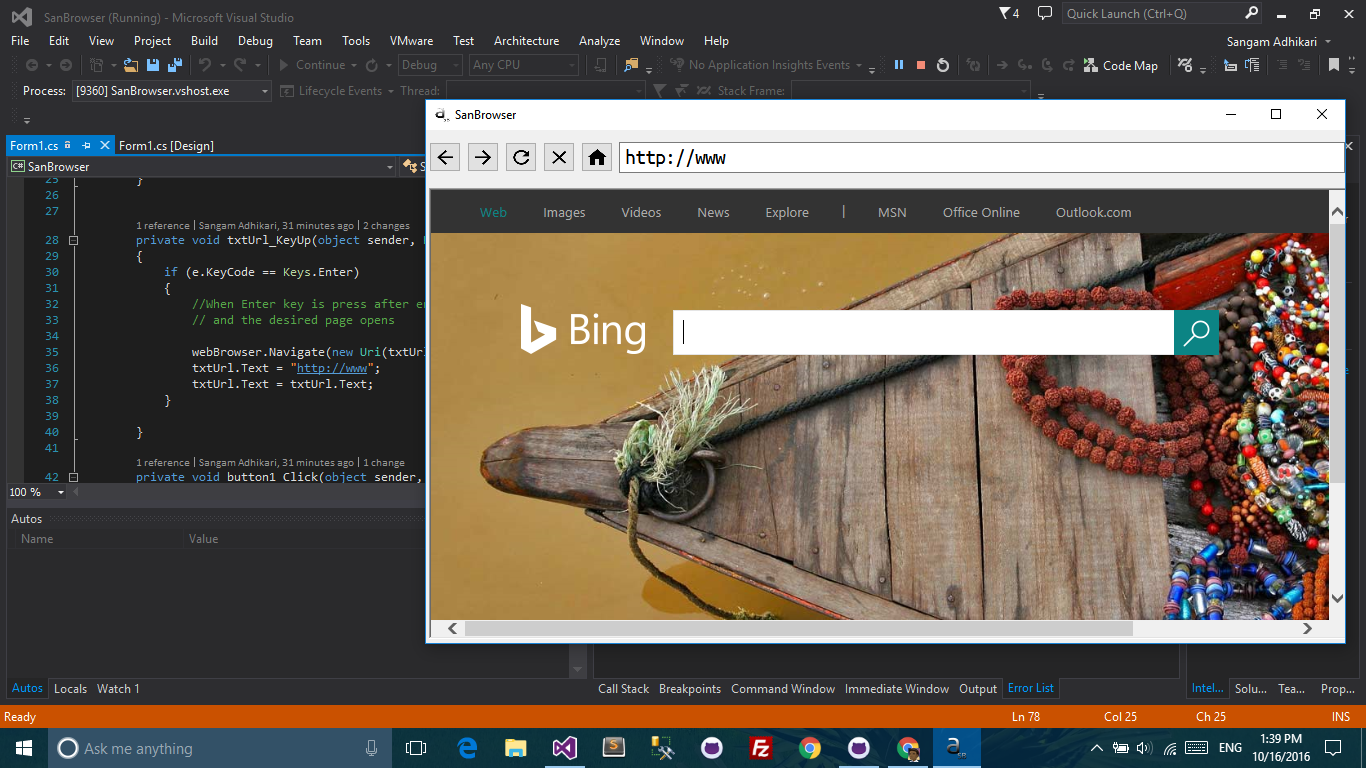 SanBrowser (Running) - Microsoft Visual Studio
4
Quick Launch (Ctrl+Q)
File Edit View Project Build Debug Team Tools VMware Test Architecture Analyze Window Help
Sangam Adhikari
Continue Debug Any CPU No Application Insights Events Code Map
Process: [9360] SanBrowser.vshost.exe Lifecycle Events Thread: Stack Frame:
Form1.cs Form1.cs [Design]
C# SanBrowser
25 }
26
27
1 reference | Sangam Adhikari, 31 minutes ago | 2 changes
28 private void txtUrl_KeyUp(object sender,
29 {
30 if (e.KeyCode == Keys.Enter)
31 {
32 //When Enter key is press after
33 // and the desired page opens
34
35 webBrowser.Navigate(new Uri(txtUr
36 txtUrl.Text = "http://www";
37 txtUrl.Text = txtUrl.Text;
38 }
39
40 }
41
1 reference | Sangam Adhikari, 31 minutes ago | 1 change
42 private void button1_Click(object sender,
100 %
Autos
Name Value
Autos Locals Watch 1
SanBrowser
http://www
Web Images Videos News Explore | MSN Office Online Outlook.com
Bing
Call Stack Breakpoints Command Window Immediate Window Output Error List
Intel... Solu... Tea... Prop...
Ready Ln 78 Col 25 Ch 25 INS
Ask me anything
ENG
1:39 PM
10/16/2016